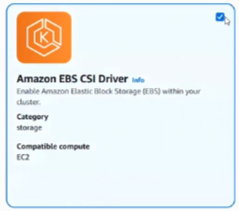 Amazon EBS CSI Driver Info
Enable Amazon Elastic Block Storage (EBS) within your
cluster.
Category
storage
Compatible compute
EC2